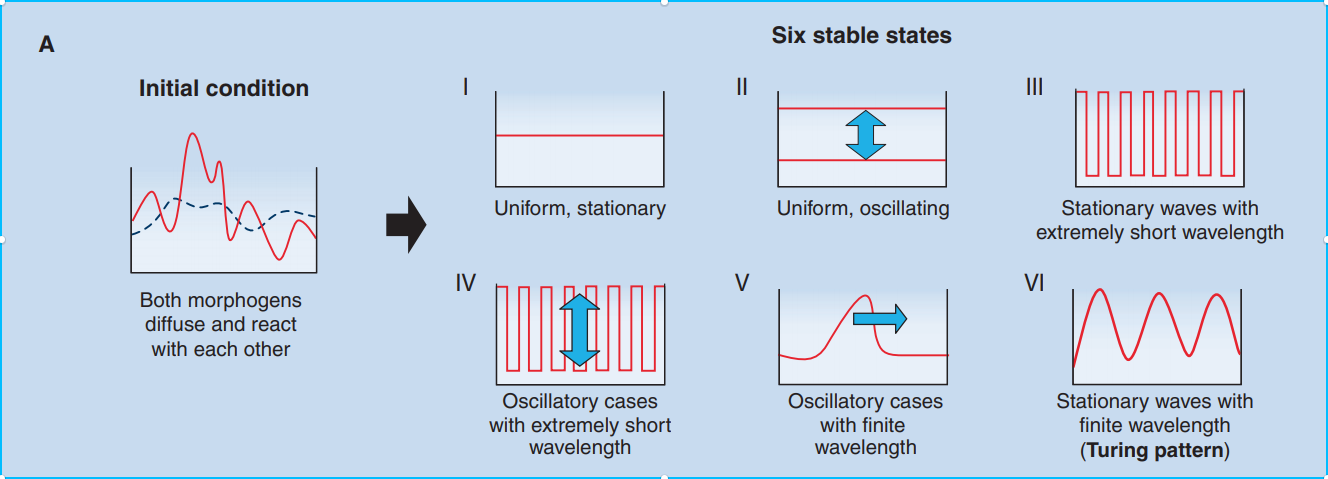 A
Six stable states
Initial condition
Both morphogens
diffuse and react
with each other
I
Uniform, stationary
II
Uniform, oscillating
III
Stationary waves with
extremely short wavelength
IV
Oscillatory cases
with extremely short
wavelength
V
Oscillatory cases
with finite
wavelength
VI
Stationary waves with
finite wavelength
(Turing pattern)